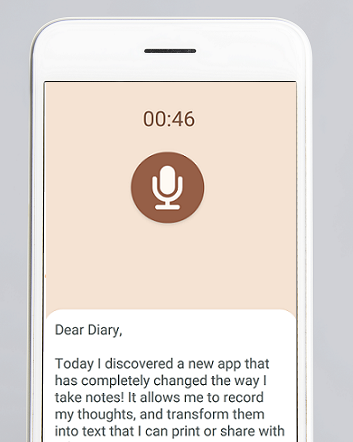 00:46
Dear Diary,
Today I discovered a new app that
has completely changed the way I
take notes! It allows me to record
my thoughts, and transform them
into text that I can print or share with